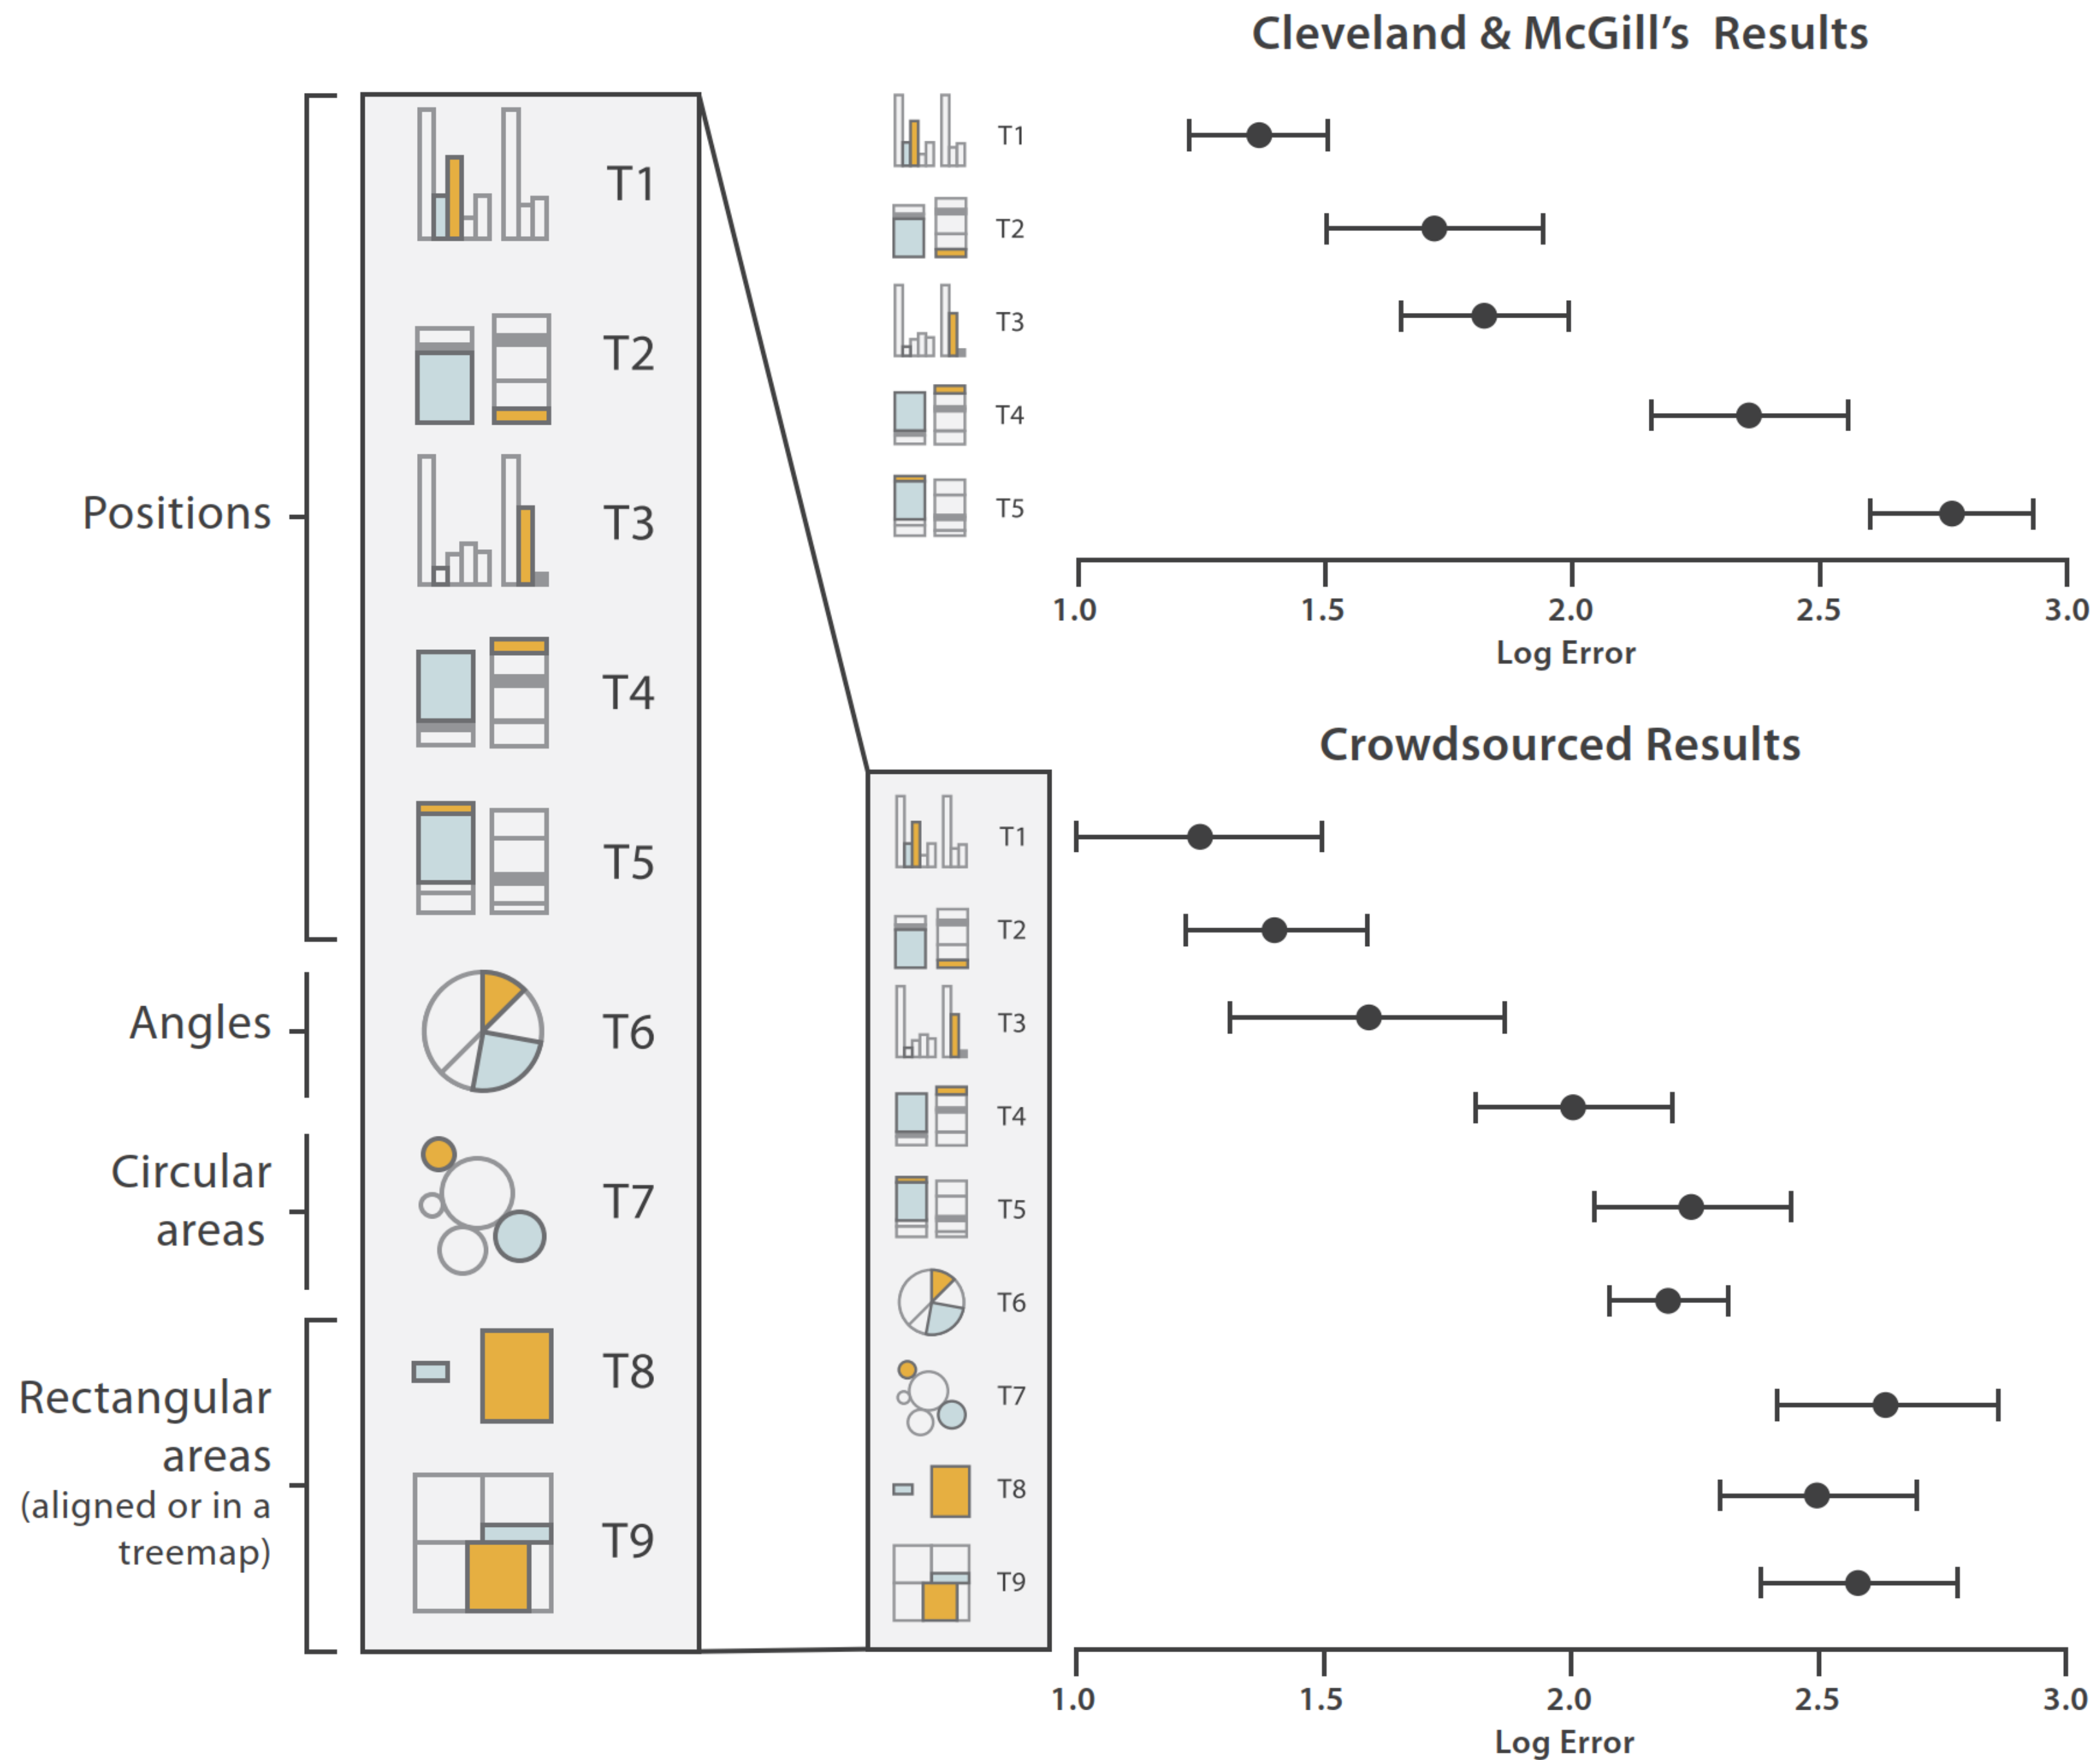 Cleveland & McGill's  Results
Positions
Angles
Circular
areas
Rectangular
areas
(aligned or in a
treemap)
T1
T2
T3
T4
T5
T6
T7
T8
T9
T1
T2
T3
T4
T5
1.0 1.5 2.0 2.5 3.0
Log Error
Crowdsourced Results
T1
T2
T3
T4
T5
T6
T7
T8
T9
1.0 1.5 2.0 2.5 3.0
Log Error